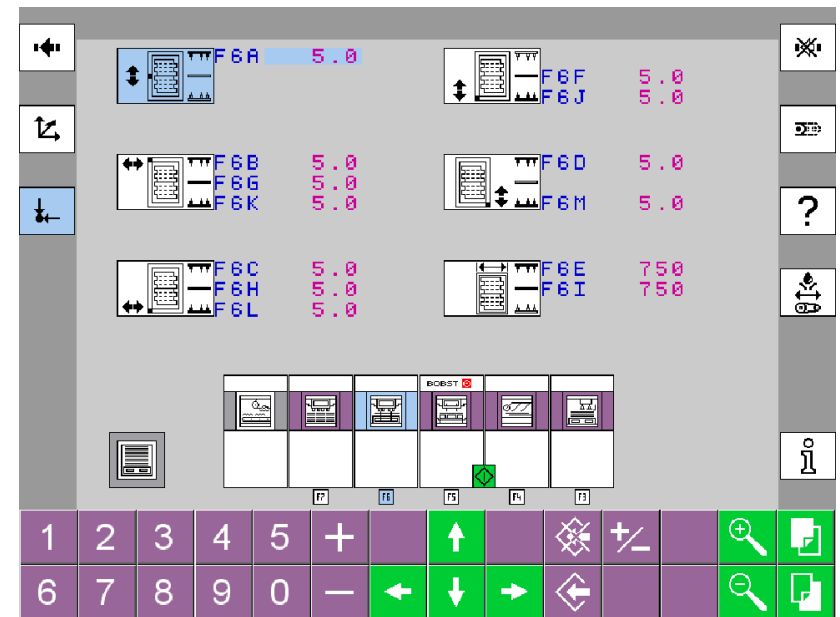 F6A 5.0
F6F 5.0
F6J 5.0
F6B 5.0
F6G 5.0
F6K 5.0
F6D 5.0
F6M 5.0
F6C 5.0
F6H 5.0
F6L 5.0
F6E 750
F6I 750
?
i
BOBST
F7 F6 F5 F4 F3
1 2 3 4 5 + +/-
6 7 8 9 0 -